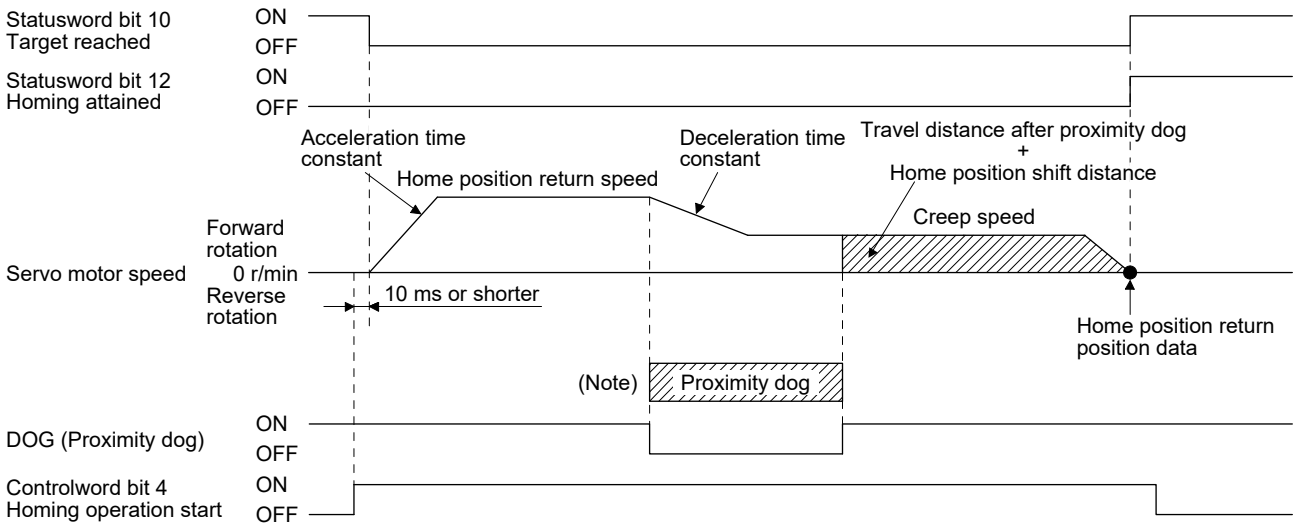 Statusword bit 10
Target reached
ON
OFF
Statusword bit 12
Homing attained
ON
OFF
Acceleration time
constant
Home position return speed
Deceleration time
constant
Travel distance after proximity dog
+
Home position shift distance
Creep speed
Forward
rotation
Servo motor speed
0 r/min
Reverse
rotation
10 ms or shorter
Home position return
position data
(Note)
Proximity dog
DOG (Proximity dog)
ON
OFF
Controlword bit 4
Homing operation start
ON
OFF